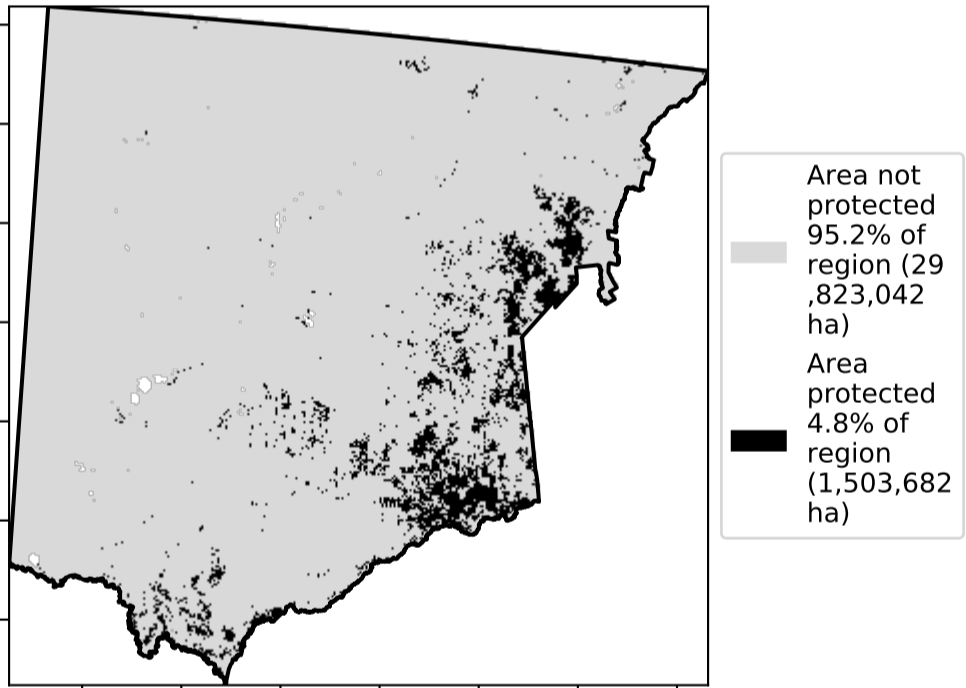 Area not
protected
95.2% of
region (29
,823,042
ha)
Area
protected
4.8% of
region
(1,503,682
ha)